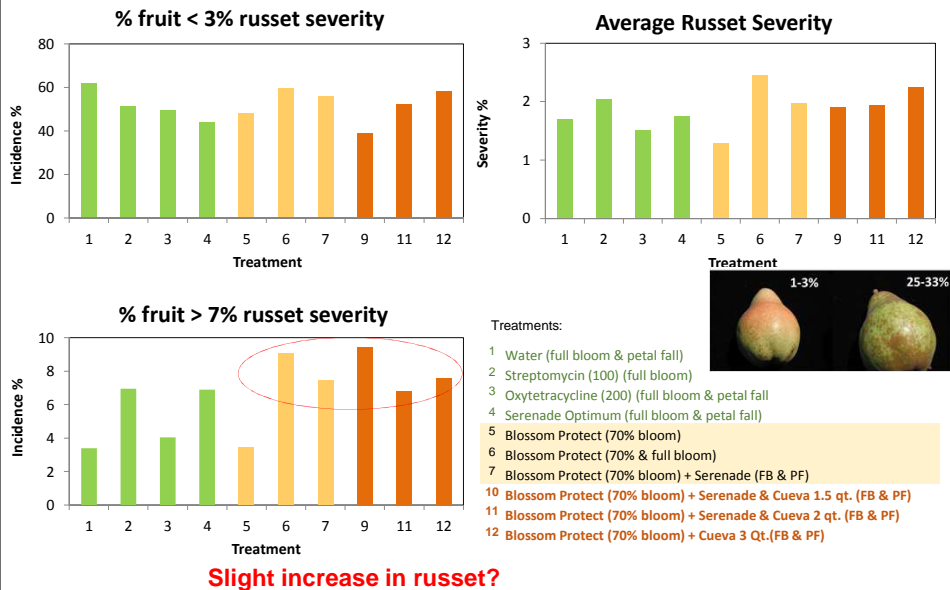 % fruit < 3% russet severity
80
60
40
20
0
Incidence %
1 2 3 4 5 6 7 9 11 12
Treatment
Average Russet Severity
3
2
1
0
Severity %
1 2 3 4 5 6 7 9 11 12
Treatment
1-3%
25-33%
% fruit > 7% russet severity
10
8
6
4
2
0
Incidence %
1 2 3 4 5 6 7 9 11 12
Treatment
Treatments:
1 Water (full bloom & petal fall)
2 Streptomycin (100) (full bloom)
3 Oxytetracycline (200) (full bloom & petal fall
4 Serenade Optimum (full bloom & petal fall)
5 Blossom Protect (70% bloom)
6 Blossom Protect (70% & full bloom)
7 Blossom Protect (70% bloom) + Serenade (FB & PF)
10 Blossom Protect (70% bloom) + Serenade & Cueva 1.5 qt. (FB & PF)
11 Blossom Protect (70% bloom) + Serenade & Cueva 2 qt. (FB & PF)
12 Blossom Protect (70% bloom) + Cueva 3 Qt.(FB & PF)
Slight increase in russet?